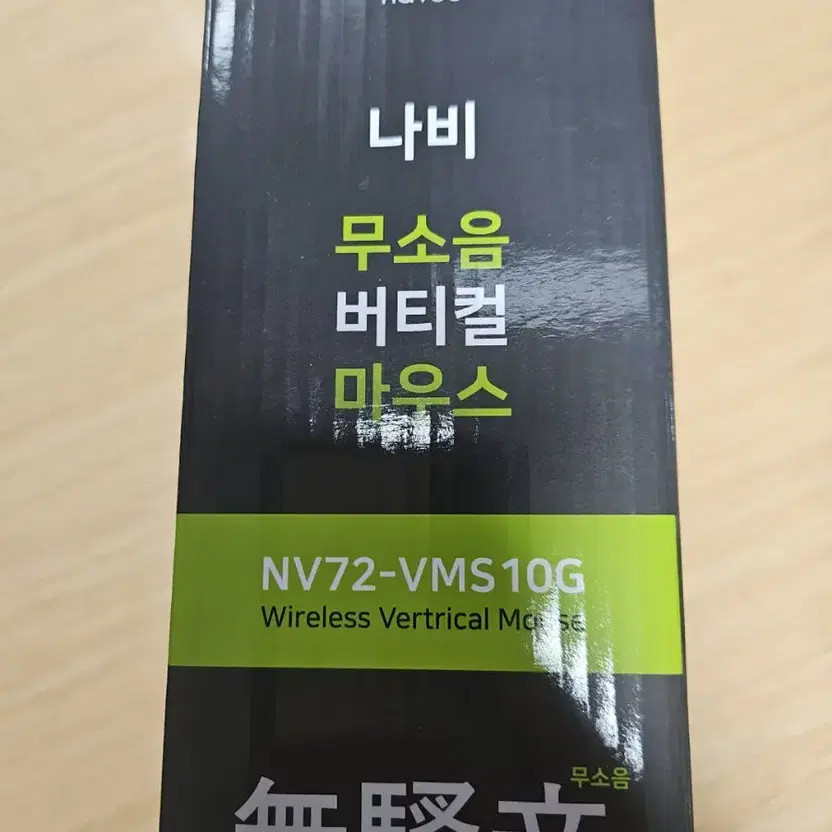 나비
무소음
버티컬
마우스
NV72-VMS10G
Wireless Vertrical Mouse
무소음